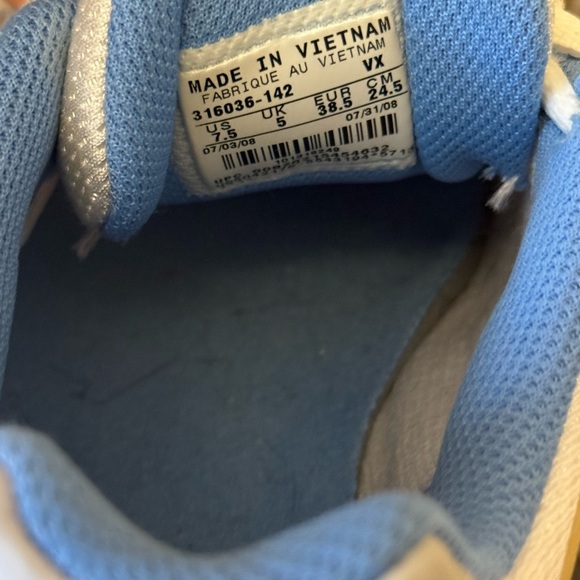 MADE IN VIETNAM
FABRIQUE AU VIETNAM
316036-142 VX
US UK EUR CM
7.5 5 38.5 24.5
07/03/08 07/31/08